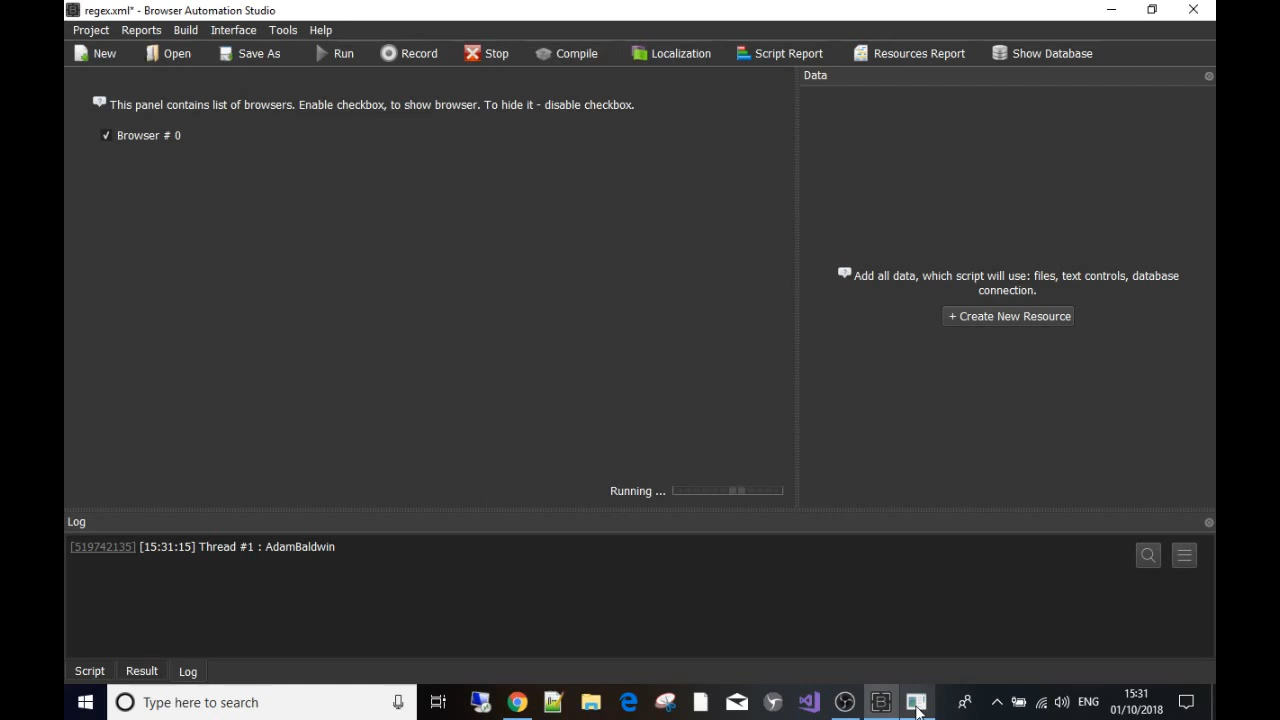 regex.xml* - Browser Automation Studio
Project Reports Build Interface Tools Help
New Open Save As Run Record Stop Compile Localization Script Report Resources Report Show Database
Data
This panel contains list of browsers. Enable checkbox, to show browser. To hide it - disable checkbox.
Browser # 0
Add all data, which script will use: files, text controls, database
connection.
+ Create New Resource
Running ...
Log
[519742135] [15:31:15] Thread #1 : AdamBaldwin
Script Result Log
Type here to search
ENG
15:31
01/10/2018